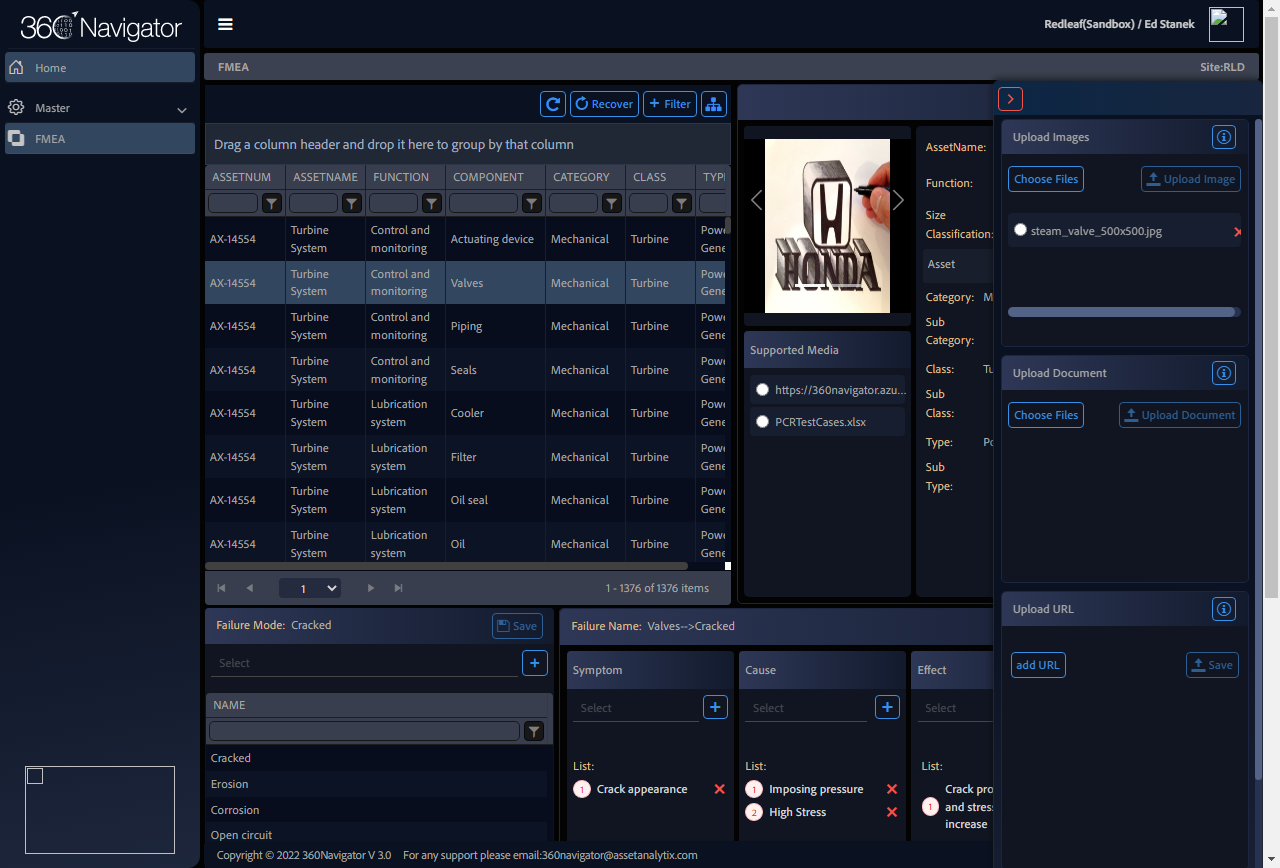 360 Navigator
Redleaf(Sandbox) / Ed Stanek
Home
Master
FMEA
FMEA
Site:RLD
Recover
+ Filter
Drag a column header and drop it here to group by that column
ASSETNUM ASSETNAME FUNCTION COMPONENT CATEGORY CLASS TYPE
AX-14554 Turbine System Control and monitoring Actuating device Mechanical Turbine Powe Gene
AX-14554 Turbine System Control and monitoring Valves Mechanical Turbine Powe Gene
AX-14554 Turbine System Control and monitoring Piping Mechanical Turbine Powe Gene
AX-14554 Turbine System Control and monitoring Seals Mechanical Turbine Powe Gene
AX-14554 Turbine System Lubrication system Cooler Mechanical Turbine Powe Gene
AX-14554 Turbine System Lubrication system Filter Mechanical Turbine Powe Gene
AX-14554 Turbine System Lubrication system Oil seal Mechanical Turbine Powe Gene
AX-14554 Turbine System Lubrication system Oil Mechanical Turbine Powe Gene
1
1 - 1376 of 1376 items
HONDA
Supported Media
https://360navigator.azu...
PCRTestCases.xlsx
AssetName:
Function:
Size
Classification:
Asset
Category: M
Sub
Category:
Class: Tu
Sub
Class:
Type: Po
Sub
Type:
Upload Images
Choose Files
Upload Image
steam_valve_500x500.jpg
Upload Document
Choose Files
Upload Document
Upload URL
add URL
Save
Failure Mode: Cracked
Save
Select
+
NAME
Cracked
Erosion
Corrosion
Open circuit
Failure Name: Valves-->Cracked
Symptom
Select
+
List:
1 Crack appearance
Cause
Select
+
List:
1 Imposing pressure
2 High Stress
Effect
Select
List:
1 Crack pro
and stress
increase
Copyright © 2022 360Navigator V 3.0 For any support please email:360navigator@assetanalytix.com